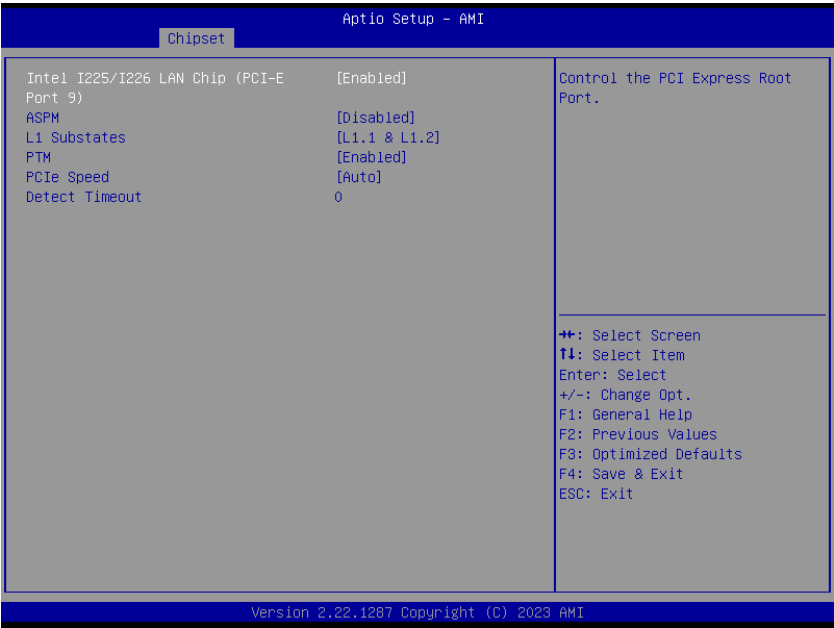 Aptio Setup - AMI
Chipset
Intel I225/I226 LAN Chip (PCI-E Port 9) [Enabled]
ASPM [Disabled]
L1 Substates [L1.1 & L1.2]
PTM [Enabled]
PCIe Speed [Auto]
Detect Timeout 0
Control the PCI Express Root
Port.
→←: Select Screen
↑↓: Select Item
Enter: Select
+/-: Change Opt.
F1: General Help
F2: Previous Values
F3: Optimized Defaults
F4: Save & Exit
ESC: Exit
Version 2.22.1287 Copyright (C) 2023 AMI